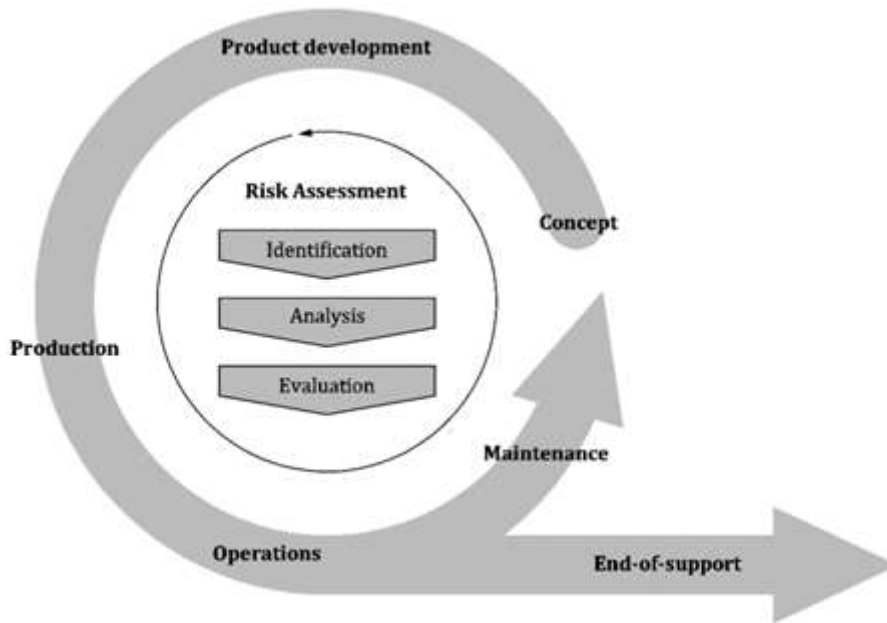 Product development
Risk Assessment
Concept
Identification
Analysis
Production
Evaluation
Maintenance
Operations
End-of-support